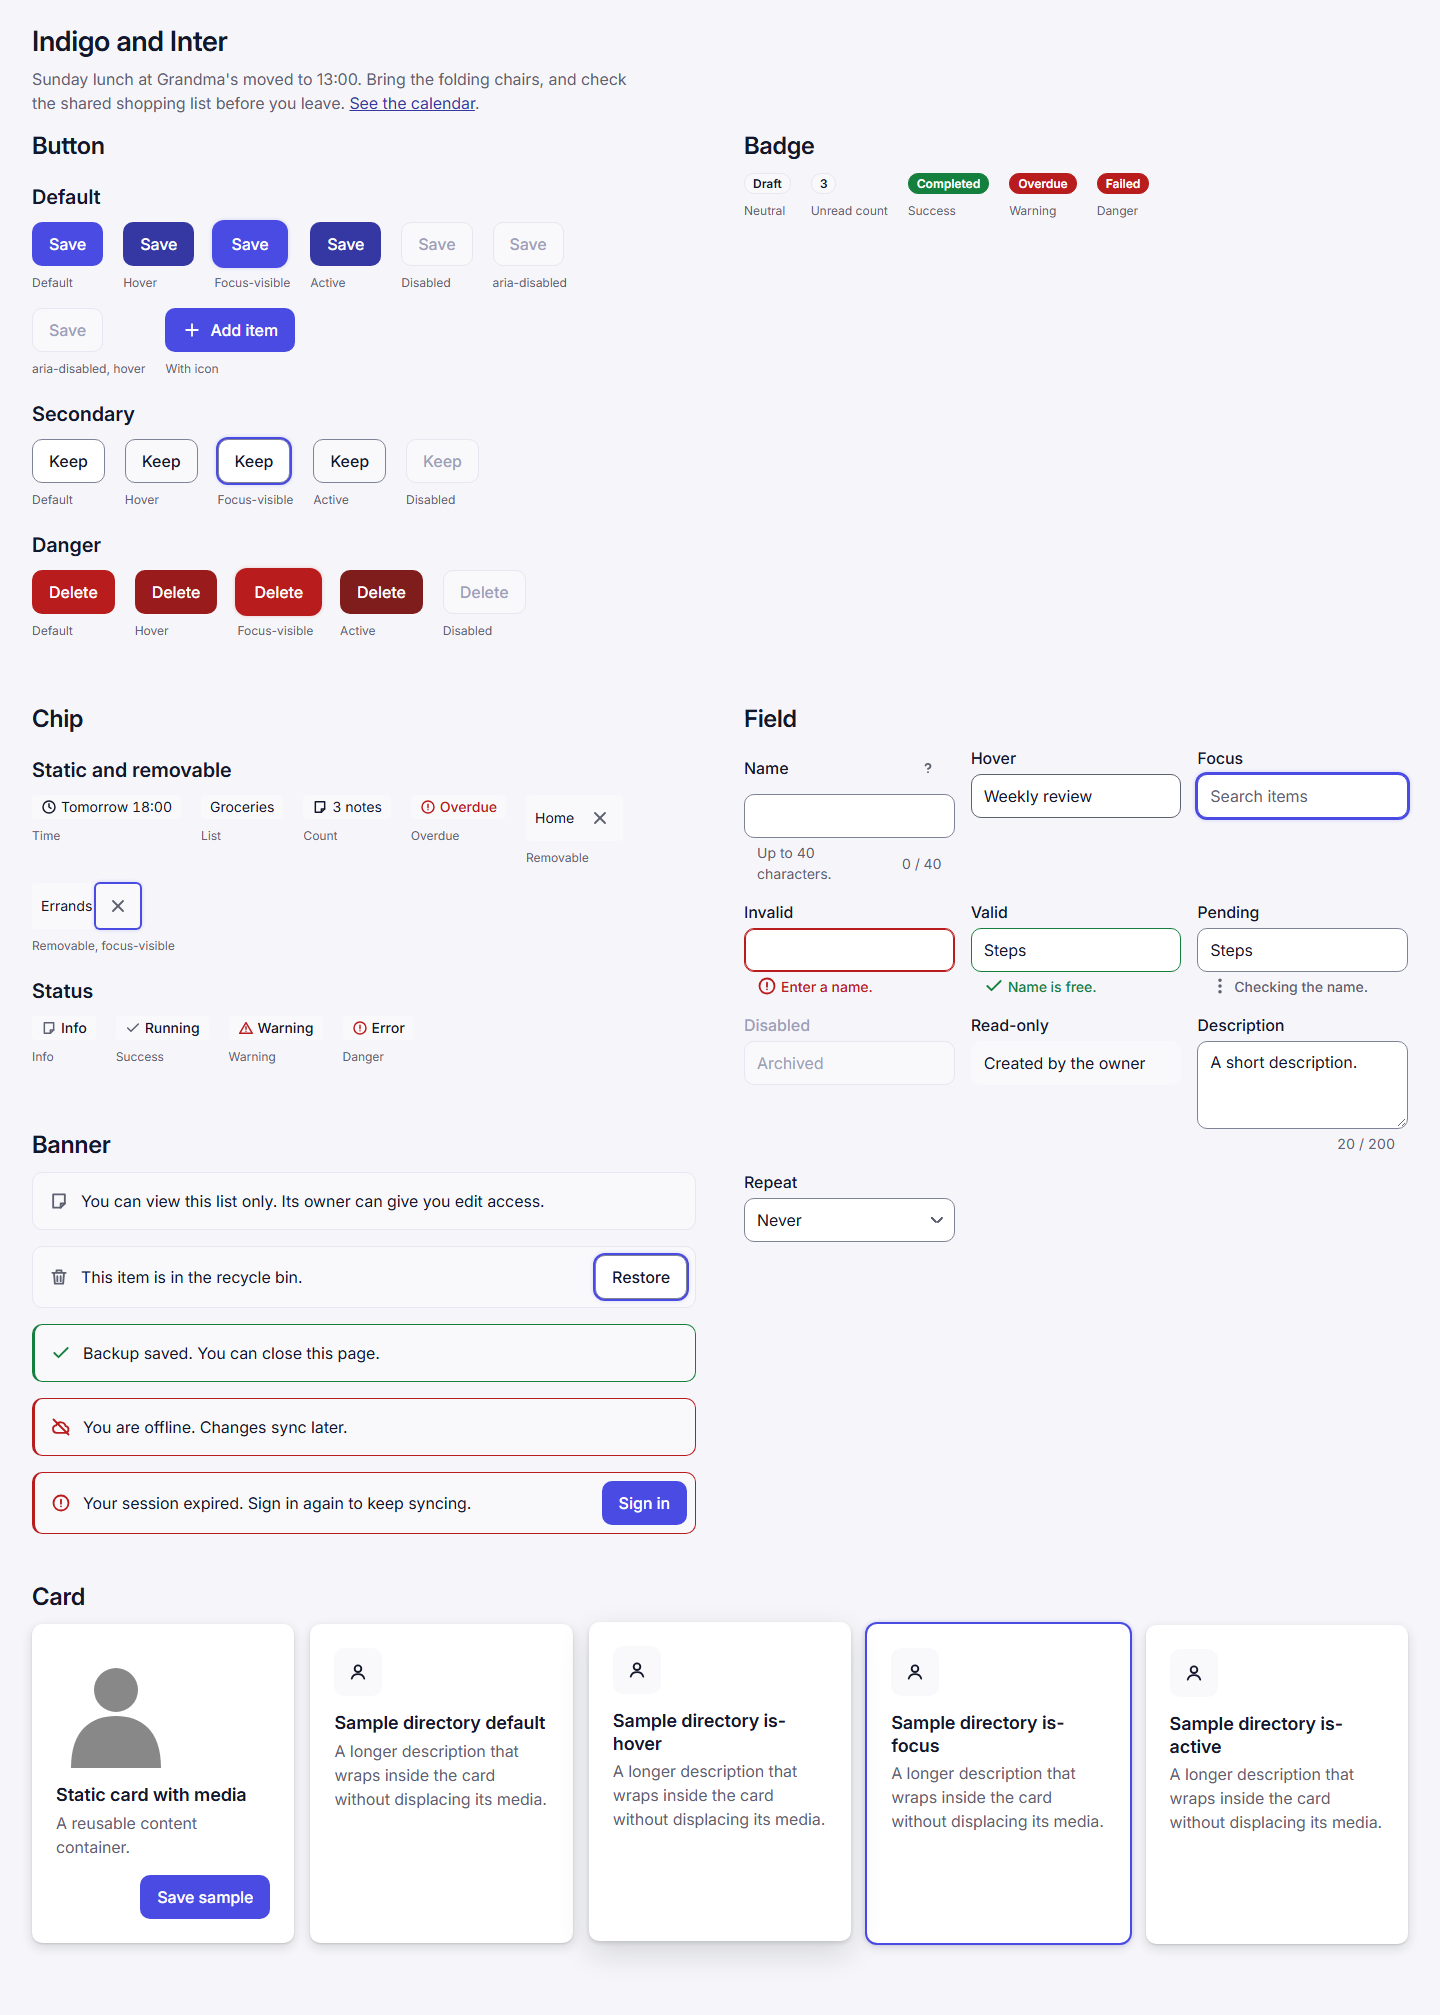 Indigo and Inter
Sunday lunch at Grandma's moved to 13:00. Bring the folding chairs, and check
the shared shopping list before you leave. See the calendar.
Button
Default
Save Save Save Save Save Save
Default Hover Focus-visible Active Disabled aria-disabled
Save + Add item
aria-disabled, hover With icon
Secondary
Keep Keep Keep Keep Keep
Default Hover Focus-visible Active Disabled
Danger
Delete Delete Delete Delete Delete
Default Hover Focus-visible Active Disabled
Badge
Draft 3 Completed Overdue Failed
Neutral Unread count Success Warning Danger
Chip
Static and removable
Tomorrow 18:00 Groceries 3 notes Overdue Home
Time List Count Overdue Removable
Errands
Removable, focus-visible
Status
Info Running Warning Error
Info Success Warning Danger
Field
Name ? Hover Focus
Weekly review Search items
Up to 40
characters. 0 / 40
Invalid Valid Pending
Steps Steps
Enter a name. Name is free. Checking the name.
Disabled Read-only Description
Archived Created by the owner A short description.
20 / 200
Repeat
Never
Banner
You can view this list only. Its owner can give you edit access.
This item is in the recycle bin. Restore
Backup saved. You can close this page.
You are offline. Changes sync later.
Your session expired. Sign in again to keep syncing. Sign in
Card
Static card with media
A reusable content
container.
Save sample
Sample directory default
A longer description that
wraps inside the card
without displacing its media.
Sample directory is-
hover
A longer description that
wraps inside the card
without displacing its media.
Sample directory is-
focus
A longer description that
wraps inside the card
without displacing its media.
Sample directory is-
active
A longer description that
wraps inside the card
without displacing its media.